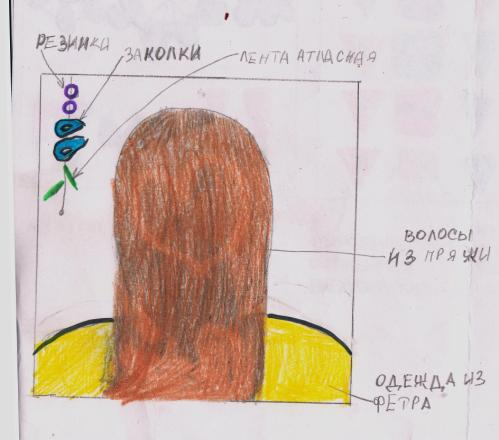 РЕЗИНКИ
ЗАКОЛКИ
ЛЕНТА АТЛАСНАЯ
ВОЛОСЫ
ИЗ ПРЯЖИ
ОДЕЖДА ИЗ
ФЕТРА